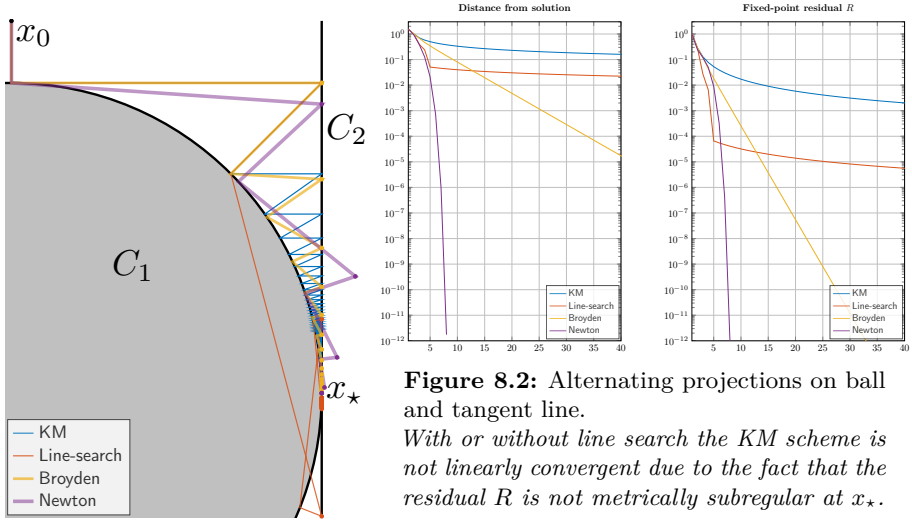 x₀
C₂
C₁
x⋆
KM
Line-search
Broyden
Newton
Distance from solution
10⁰
10⁻¹
10⁻²
10⁻³
10⁻⁴
10⁻⁵
10⁻⁶
10⁻⁷
10⁻⁸
10⁻⁹
10⁻¹⁰
10⁻¹¹
10⁻¹²
5 10 15 20 25 30 35 40
KM
Line-search
Broyden
Newton
Fixed-point residual R
10⁰
10⁻¹
10⁻²
10⁻³
10⁻⁴
10⁻⁵
10⁻⁶
10⁻⁷
10⁻⁸
10⁻⁹
10⁻¹⁰
10⁻¹¹
10⁻¹²
5 10 15 20 25 30 35 40
KM
Line-search
Broyden
Newton
Figure 8.2: Alternating projections on ball
and tangent line.
With or without line search the KM scheme is
not linearly convergent due to the fact that the
residual R is not metrically subregular at x⋆.